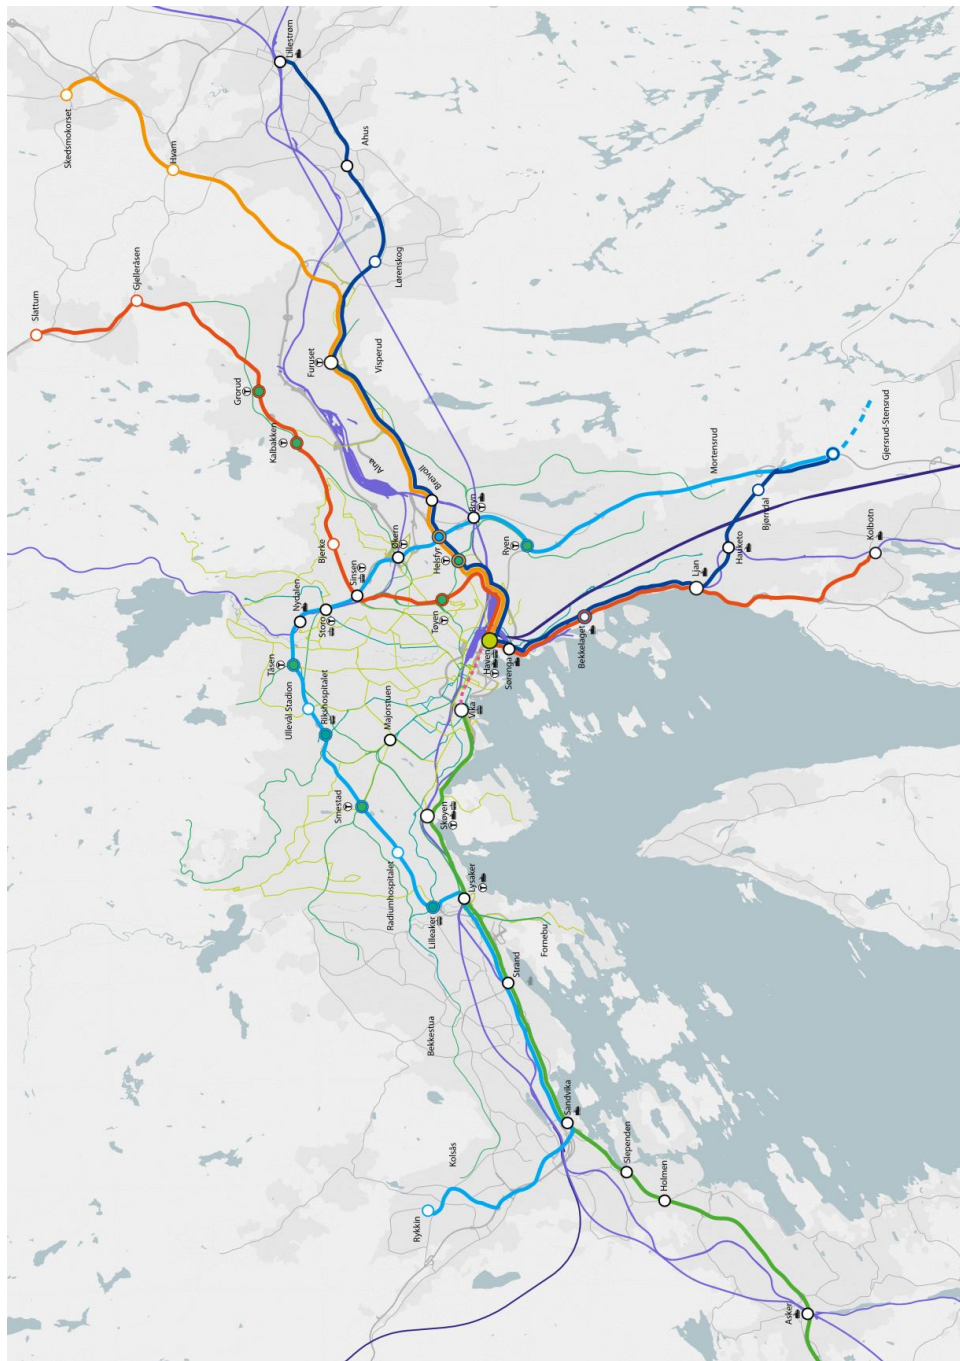 Lillestrøm
Skedsmokorset
Ahus
Hvam
Lørenskog
Gjelleråsen
Slattum
Furuset
Visperud
Grorud
Kalbakken
Alna
Breivoll
Bryn
Mortensrud
Gjersrud-Stensrud
Bjørndal
Hauketo
Kolbotn
Ljan
Ryen
Helsfyr
Økern
Bjerke
Sinsen
Nydalen
Storo
Tøyen
Tåsen
Ullevål Stadion
Rikshospitalet
Majorstuen
Haven
Sørenga
Bekkelaget
Vika
Smestad
Skøyen
Radiumhospitalet
Lilleaker
Lysaker
Fornebu
Strand
Bekkestua
Sandvika
Kolsås
Rykkin
Slependen
Holmen
Asker